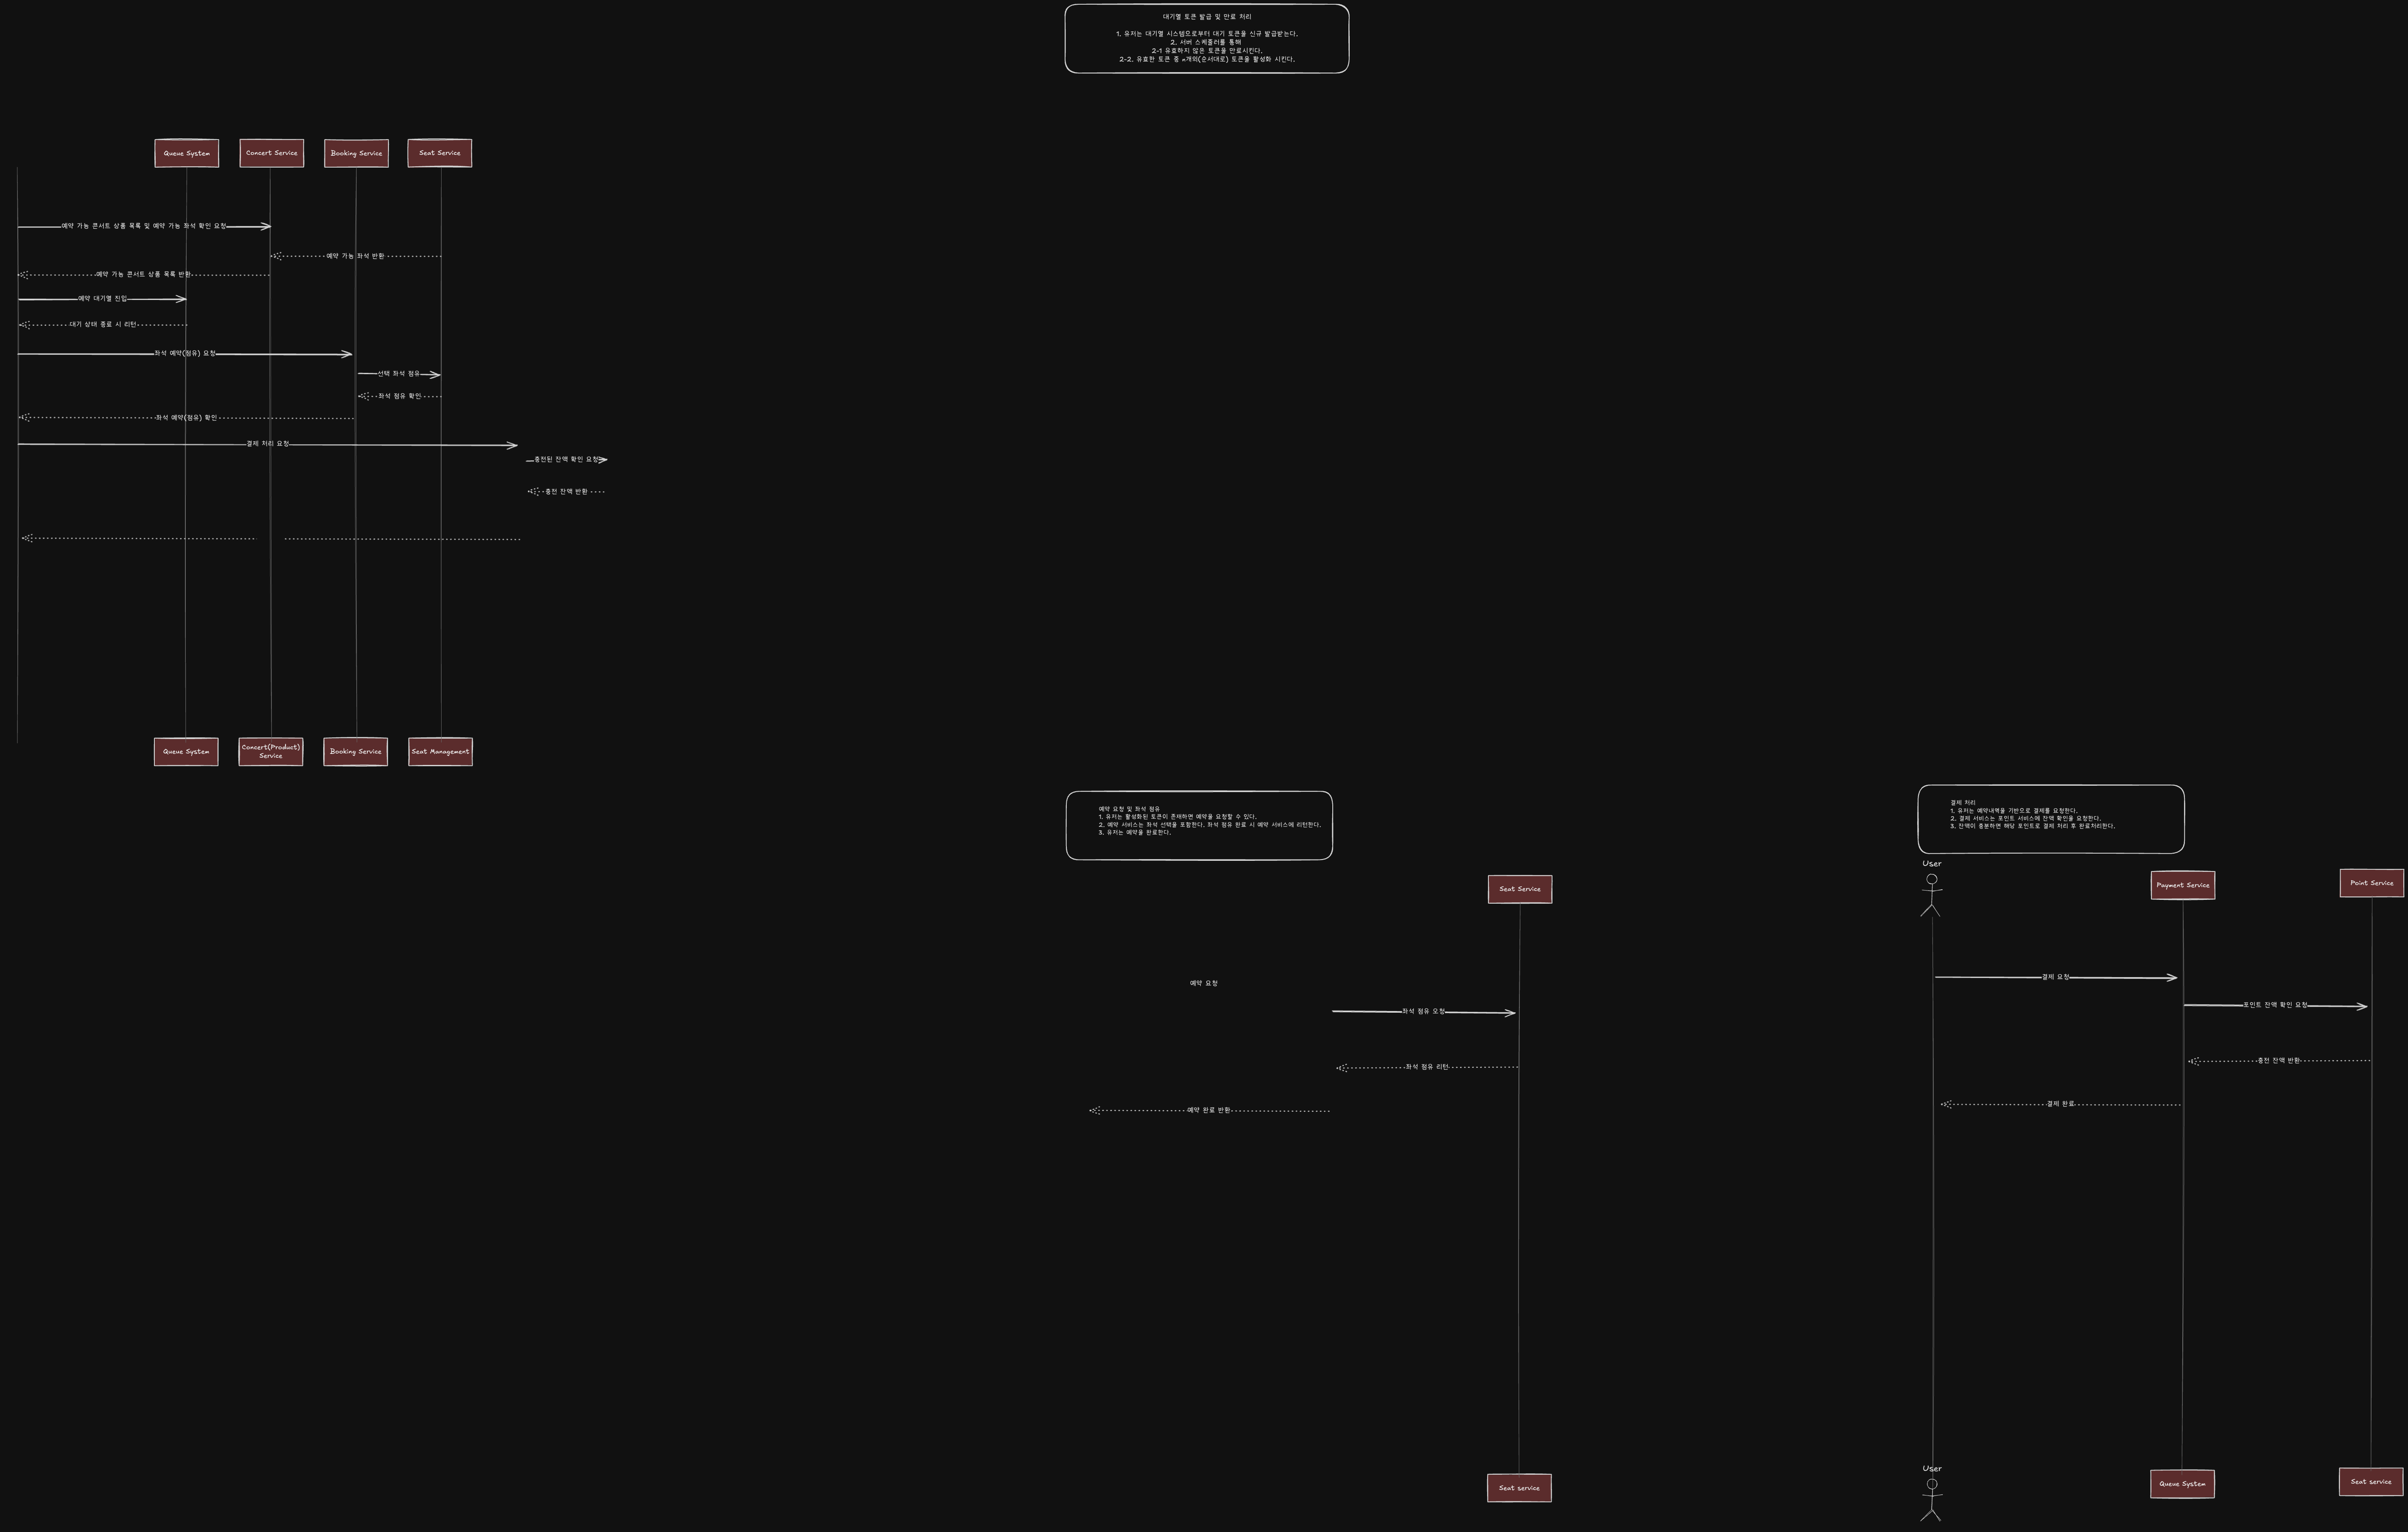 대기열 토큰 발급 및 만료 처리
1. 유저는 대기열 시스템으로부터 대기 토큰을 신규 발급받는다.
2. 서버 스케줄러를 통해
2-1 유효하지 않은 토큰을 만료시킨다.
2-2. 유효한 토큰 중 n개의(순서대로) 토큰을 활성화 시킨다.
Queue System
Concert Service
Booking Service
Seat Service
예약 가능 콘서트 상품 목록 및 예약 가능 좌석 확인 요청
예약 가능 좌석 반환
예약 가능 콘서트 상품 목록 반환
예약 대기열 진입
대기 상태 종료 시 리턴
좌석 예약(점유) 요청
선택 좌석 점유
좌석 점유 확인
좌석 예약(점유) 확인
결제 처리 요청
충전된 잔액 확인 요청
충전 잔액 반환
Queue System
Concert(Product)
Service
Booking Service
Seat Management
예약 요청 및 좌석 점유
1. 유저는 활성화된 토큰이 존재하면 예약을 요청할 수 있다.
2. 예약 서비스는 좌석 선택을 포함한다. 좌석 점유 완료 시 예약 서비스에 리턴한다.
3. 유저는 예약을 완료한다.
Seat Service
예약 요청
좌석 점유 오청
좌석 점유 리턴
예약 완료 반환
Seat service
결제 처리
1. 유저는 예약내역을 기반으로 결제를 요청한다.
2. 결제 서비스는 포인트 서비스에 잔액 확인을 요청한다.
3. 잔액이 충분하면 해당 포인트로 결제 처리 후 완료처리한다.
User
Payment Service
Point Service
결제 요청
포인트 잔액 확인 요청
충전 잔액 반환
결제 완료
User
Queue System
Seat service